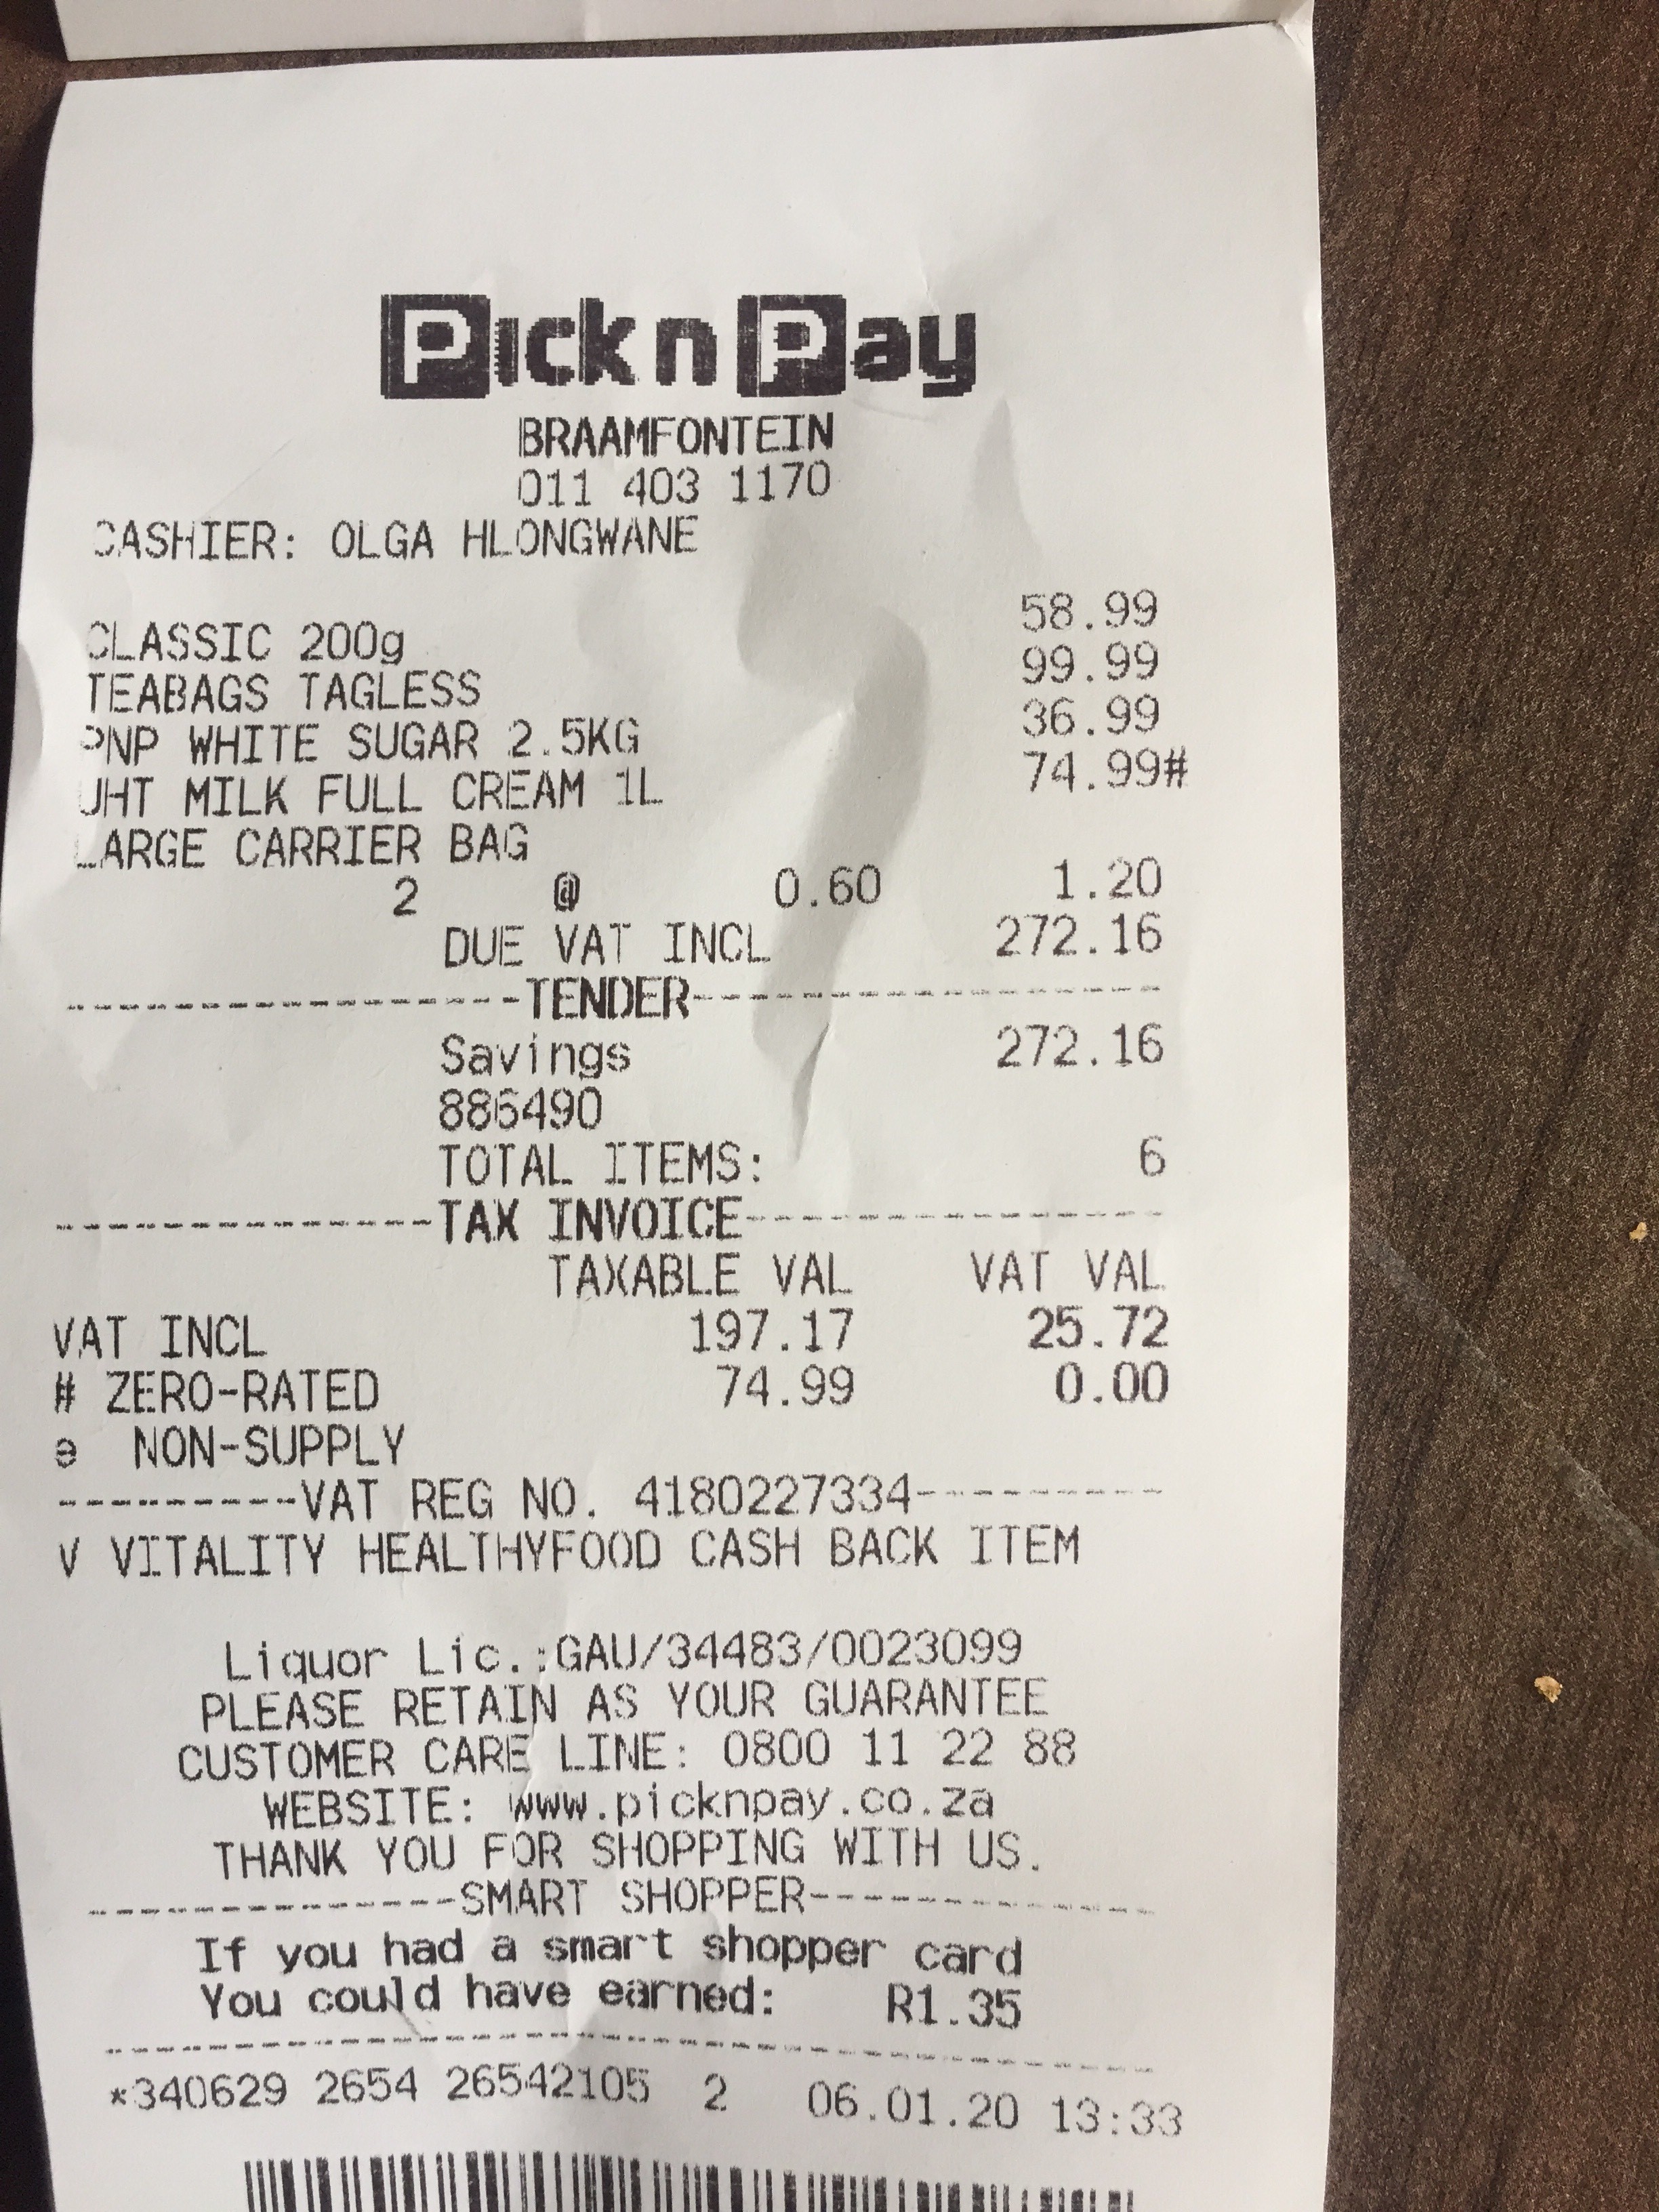 Pick n Pay
BRAAMFONTEIN
011 403 1170
CASHIER: OLGA HLONGWANE
CLASSIC 200g 58.99
TEABAGS TAGLESS 99.99
PNP WHITE SUGAR 2.5KG 36.99
UHT MILK FULL CREAM 1L 74.99#
LARGE CARRIER BAG
2 @ 0.60 1.20
DUE VAT INCL 272.16
-----------------TENDER-----------------
Savings 272.16
886490
TOTAL ITEMS: 6
--------------TAX INVOICE---------------
TAXABLE VAL VAT VAL
VAT INCL 197.17 25.72
# ZERO-RATED 74.99 0.00
e NON-SUPPLY
---------VAT REG NO. 4180227334---------
V VITALITY HEALTHYFOOD CASH BACK ITEM
Liquor Lic.:GAU/34483/0023099
PLEASE RETAIN AS YOUR GUARANTEE
CUSTOMER CARE LINE: 0800 11 22 88
WEBSITE: www.picknpay.co.za
THANK YOU FOR SHOPPING WITH US.
--------------SMART SHOPPER-------------
If you had a smart shopper card
You could have earned: R1.35
----------------------------------------
*340629 2654 26542105 2 06.01.20 13:33